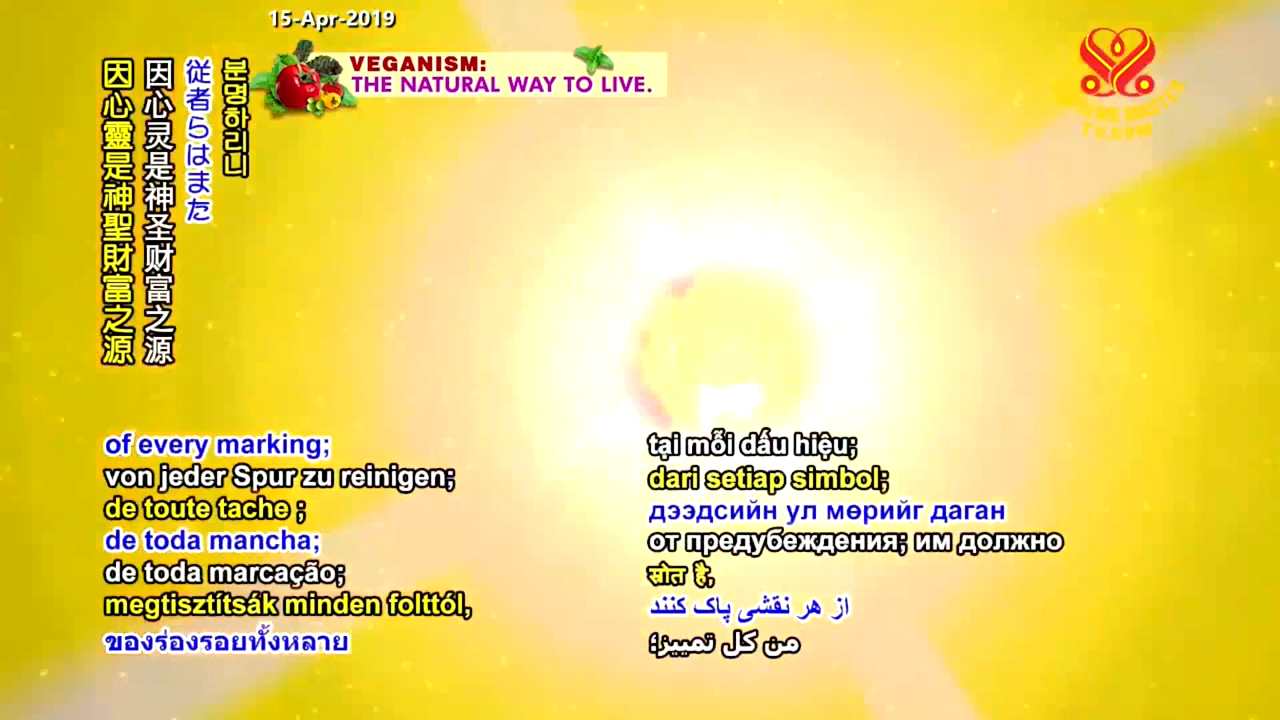 15-Apr-2019
VEGANISM:
THE NATURAL WAY TO LIVE.
TV.COM
분명하리니
従者らはまた
因心灵是神圣财富之源
因心靈是神聖財富之源
of every marking;
von jeder Spur zu reinigen;
de toute tache ;
de toda mancha;
de toda marcação;
megtisztítsák minden folttól,
ของร่องรอยทั้งหลาย
tại mỗi dấu hiệu;
dari setiap simbol;
дээдсийн ул мөрийг даган
от предубеждения; им должно
स्रोत है,
از هر نقشی پاک کنند
من كل تمييز؛